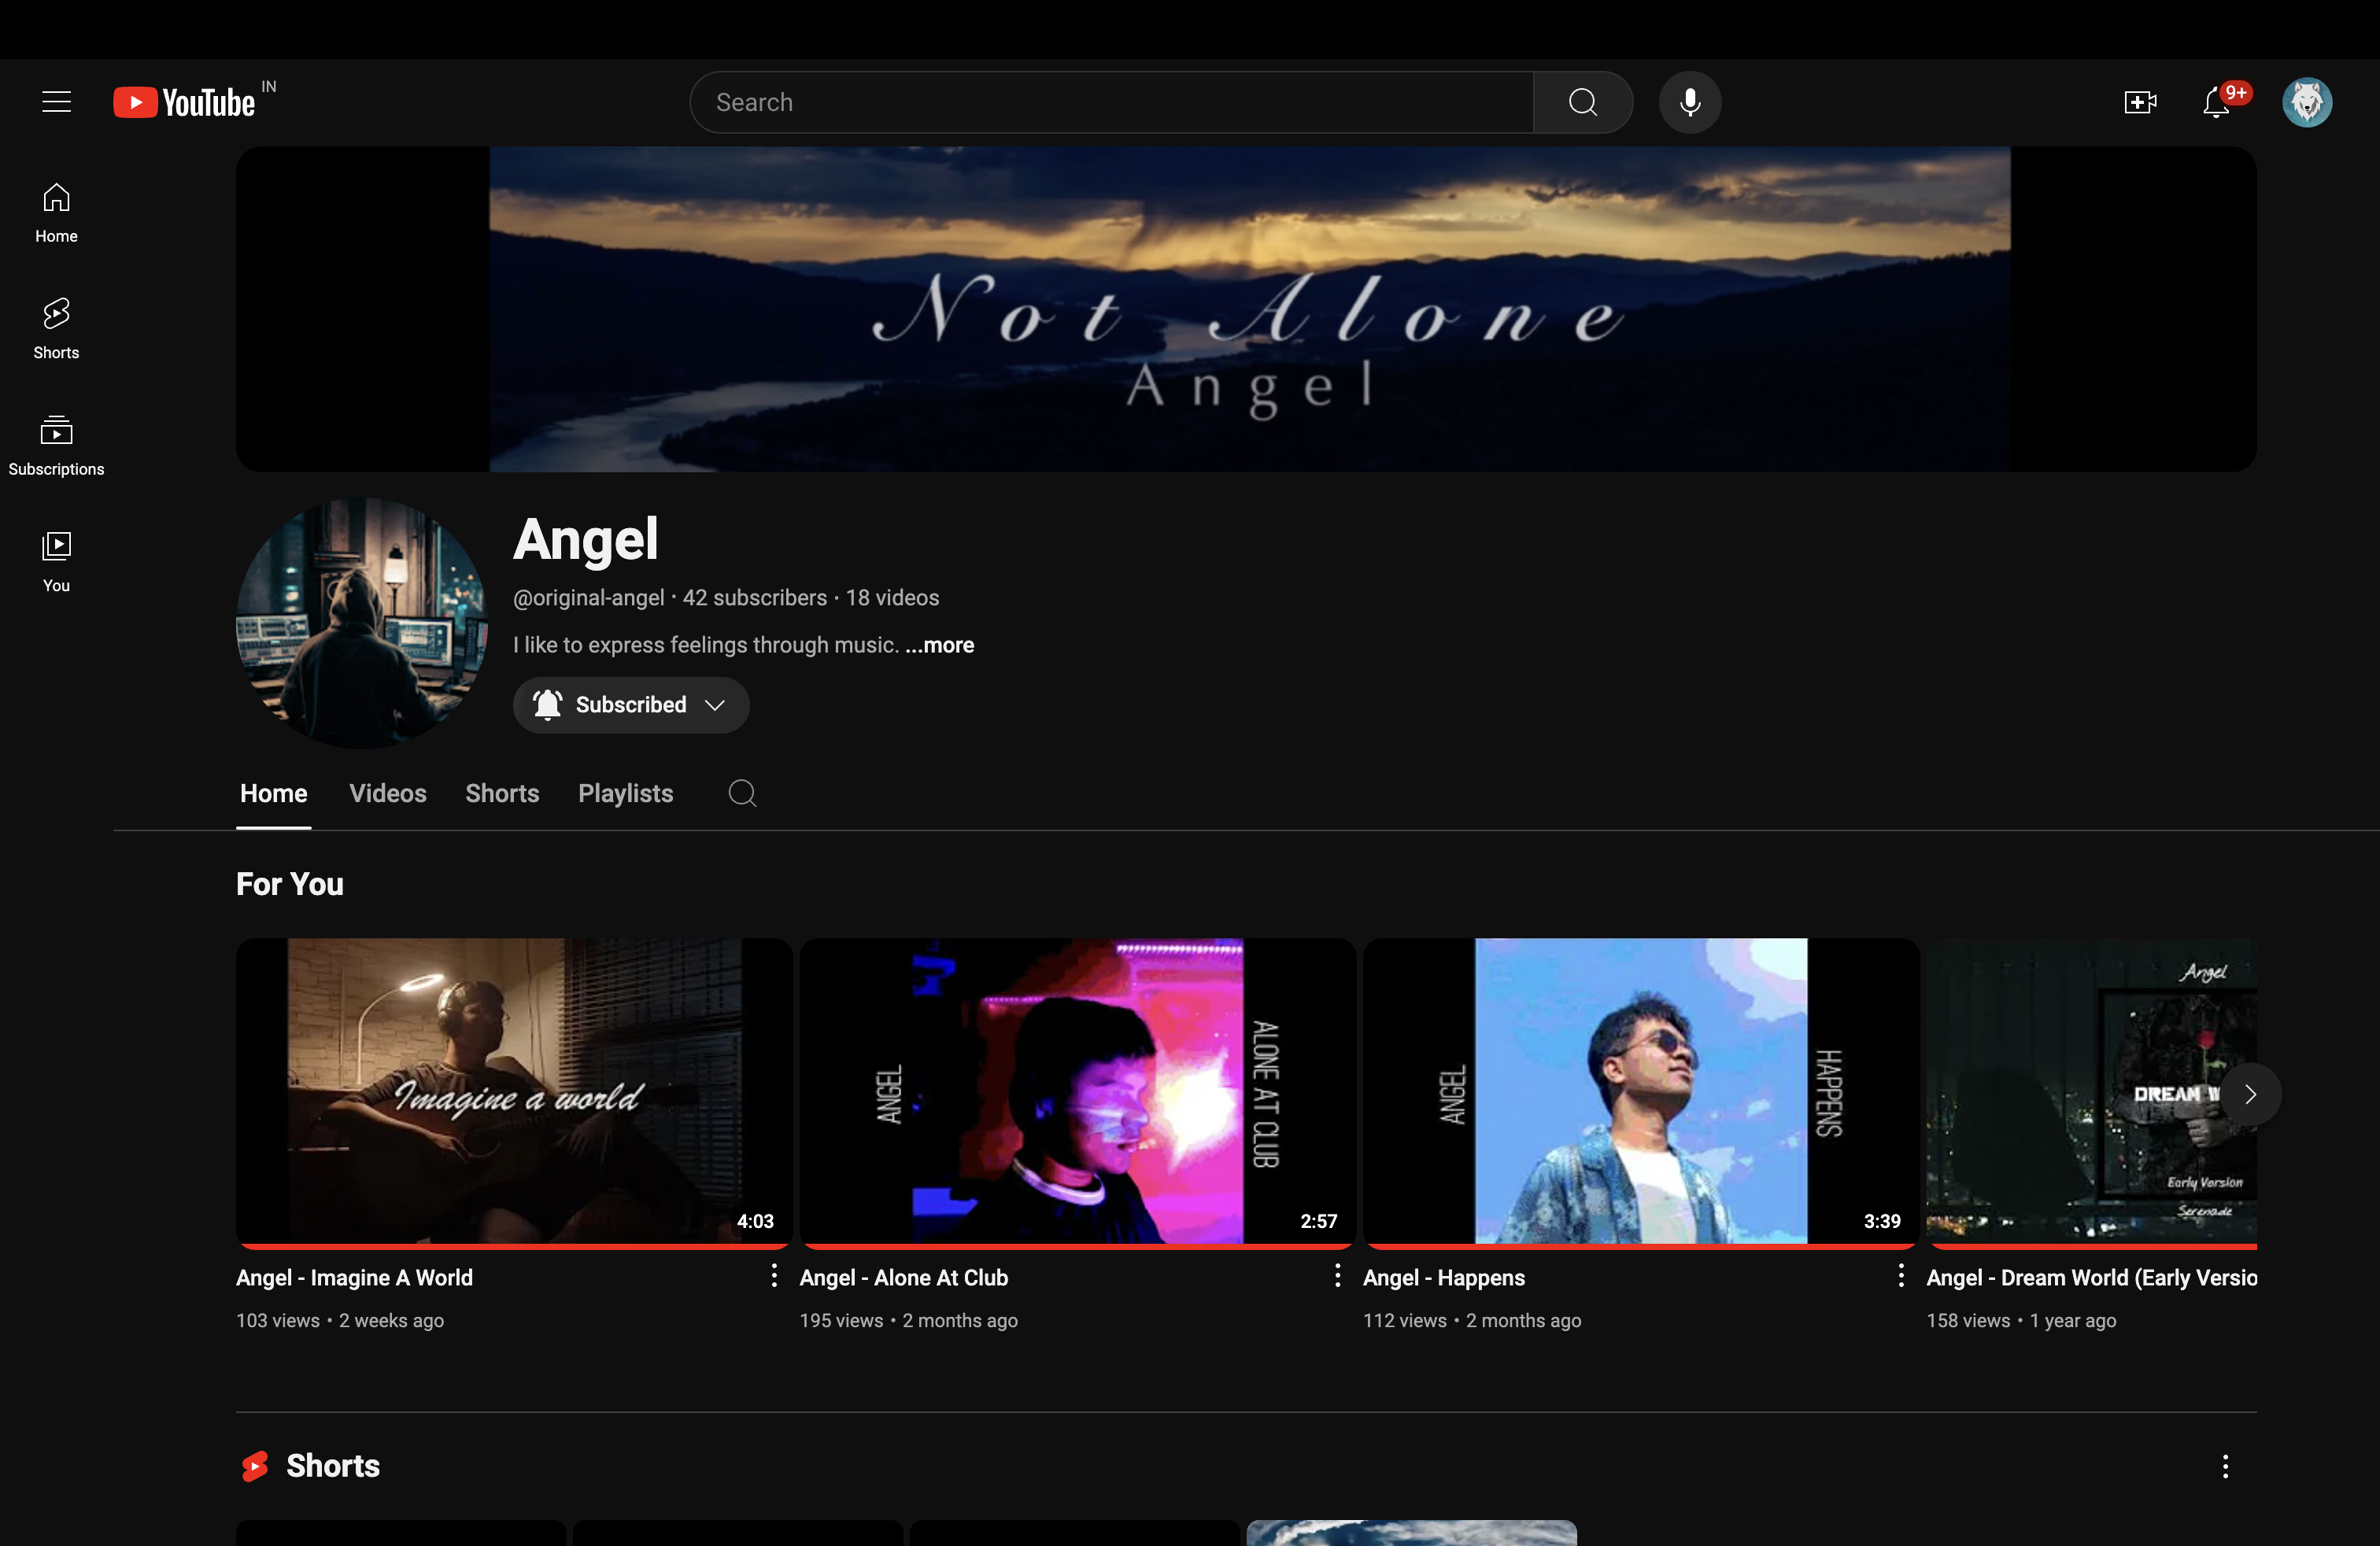 YouTube IN
Search
9+
Home
Shorts
Subscriptions
You
Not Alone
Angel
Angel
@original-angel • 42 subscribers • 18 videos
I like to express feelings through music. ...more
Subscribed
Home Videos Shorts Playlists
For You
Imagine a world
4:03
ANGEL
ALONE AT CLUB
2:57
ANGEL
HAPPENS
3:39
Angel
DREAM W
Early Version
Serenade
Angel - Imagine A World
103 views • 2 weeks ago
Angel - Alone At Club
195 views • 2 months ago
Angel - Happens
112 views • 2 months ago
Angel - Dream World (Early Versio
158 views • 1 year ago
Shorts